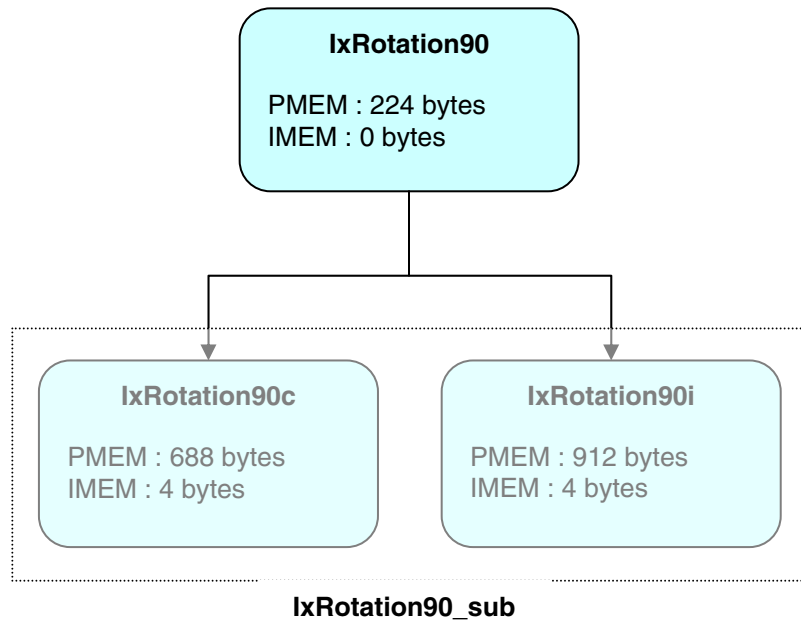 IxRotation90
PMEM : 224 bytes
IMEM : 0 bytes
IxRotation90c
PMEM : 688 bytes
IMEM : 4 bytes
IxRotation90i
PMEM : 912 bytes
IMEM : 4 bytes
IxRotation90_sub